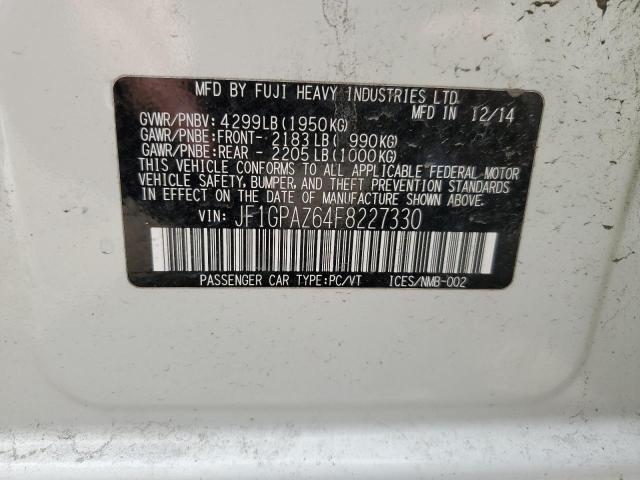 MFD BY FUJI HEAVY INDUSTRIES LTD.
MFD IN 12/14
GVWR/PNBV: 4299LB(1950KG)
GAWR/PNBE:FRONT- 2183LB( 990KG)
GAWR/PNBE:REAR - 2205LB(1000KG)
THIS VEHICLE CONFORMS TO ALL APPLICABLE FEDERAL MOTOR
VEHICLE SAFETY, BUMPER, AND THEFT PREVENTION STANDARDS
IN EFFECT ON THE DATE OF MANUFACTURE SHOWN ABOVE.
VIN: JF1GPAZ64F8227330
PASSENGER CAR TYPE:PC/VT ICES/NMB-002